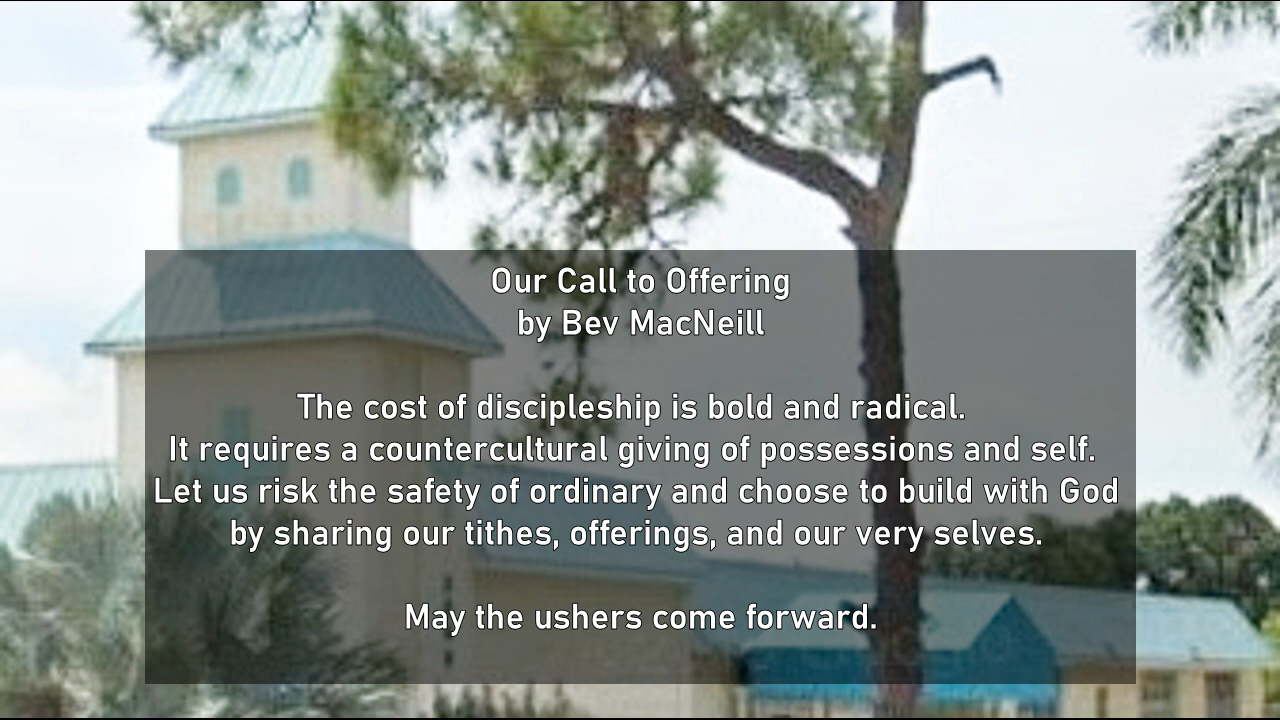 Our Call to Offering
by Bev MacNeill
The cost of discipleship is bold and radical.
It requires a countercultural giving of possessions and self.
Let us risk the safety of ordinary and choose to build with God
by sharing our tithes, offerings, and our very selves.
May the ushers come forward.